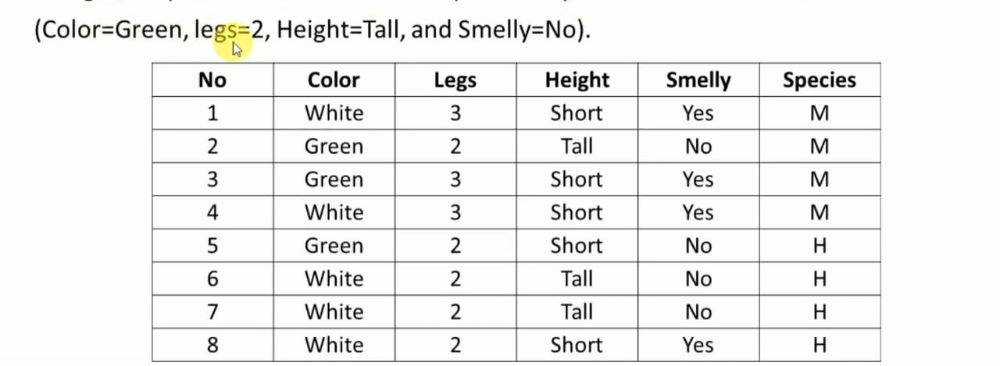 (Color=Green, legs=2, Height=Tall, and Smelly=No).
No Color Legs Height Smelly Species
1 White 3 Short Yes M
2 Green 2 Tall No M
3 Green 3 Short Yes M
4 White 3 Short Yes M
5 Green 2 Short No H
6 White 2 Tall No H
7 White 2 Tall No H
8 White 2 Short Yes H